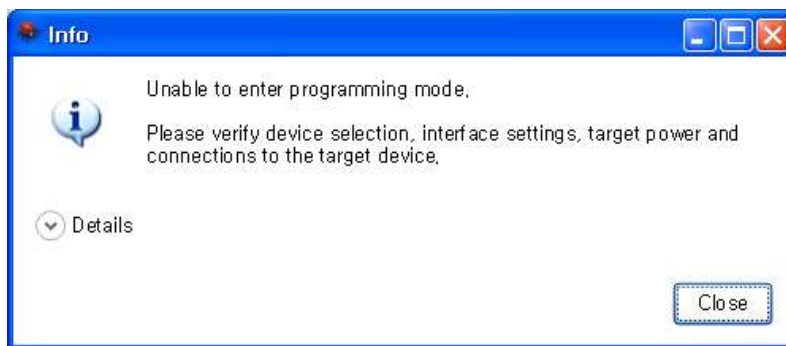 Info
Unable to enter programming mode,
Please verify device selection, interface settings, target power and
connections to the target device,
Details
Close